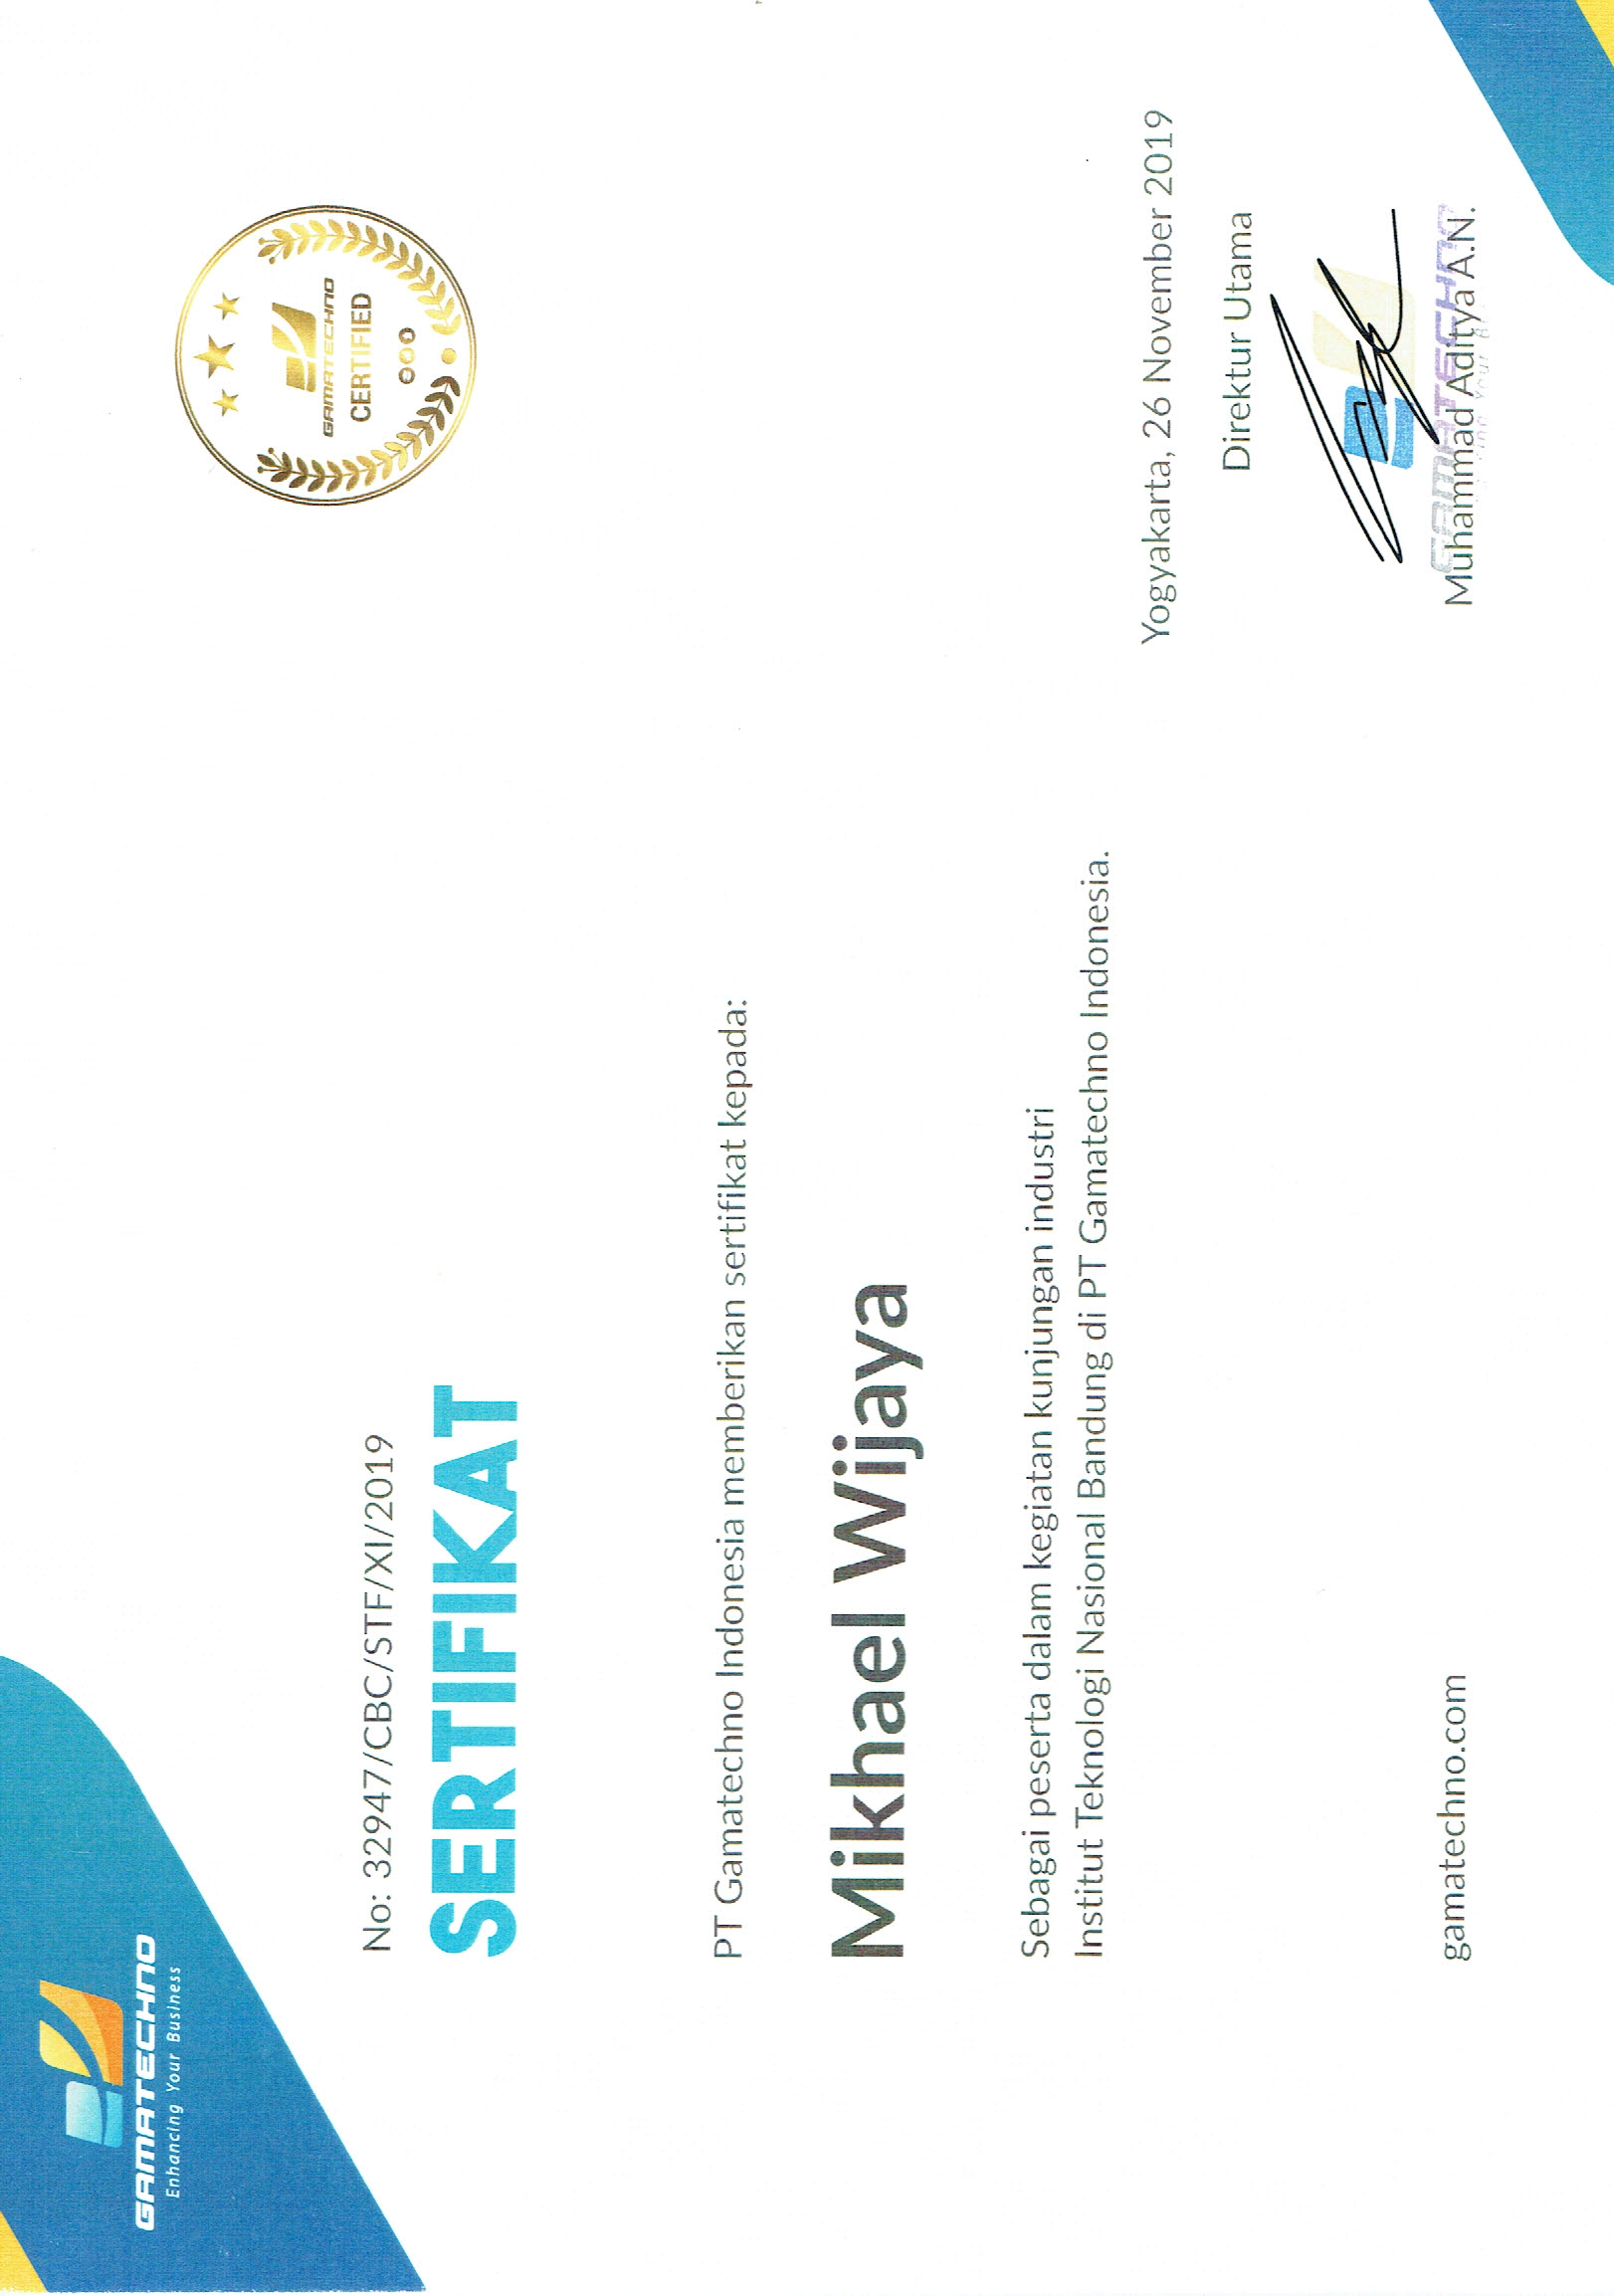 GAMATECHNO
Enhancing Your Business
GAMATECHNO
CERTIFIED
No: 32947/CBC/STF/XI/2019
SERTIFIKAT
PT Gamatechno Indonesia memberikan sertifikat kepada:
Mikhael Wijaya
Sebagai peserta dalam kegiatan kunjungan industri
Institut Teknologi Nasional Bandung di PT Gamatechno Indonesia.
Yogyakarta, 26 November 2019
Direktur Utama
GAMATECHNO
Muhammad Aditya A.N.
Your
gamatechno.com